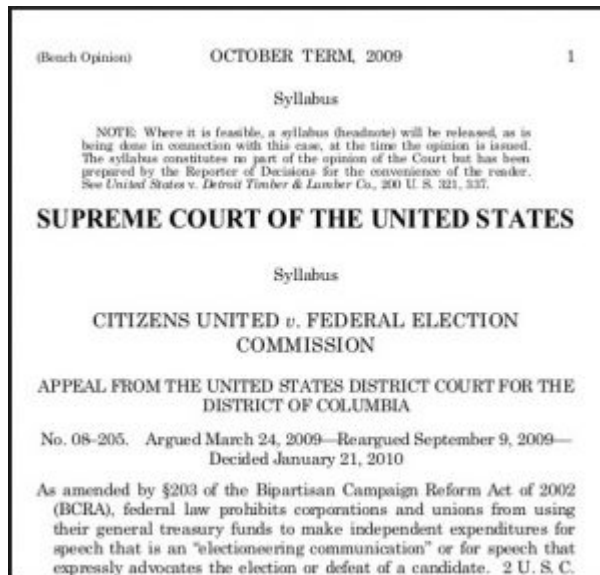 (Bench Opinion) OCTOBER TERM, 2009 1
Syllabus
NOTE: Where it is feasible, a syllabus (headnote) will be released, as is
being done in connection with this case, at the time the opinion is issued.
The syllabus constitutes no part of the opinion of the Court but has been
prepared by the Reporter of Decisions for the convenience of the reader.
See United States v. Detroit Timber & Lumber Co., 200 U. S. 321, 337.
SUPREME COURT OF THE UNITED STATES
Syllabus
CITIZENS UNITED v. FEDERAL ELECTION
COMMISSION
APPEAL FROM THE UNITED STATES DISTRICT COURT FOR THE
DISTRICT OF COLUMBIA
No. 08–205. Argued March 24, 2009—Reargued September 9, 2009—
Decided January 21, 2010
As amended by §203 of the Bipartisan Campaign Reform Act of 2002
(BCRA), federal law prohibits corporations and unions from using
their general treasury funds to make independent expenditures for
speech that is an “electioneering communication” or for speech that
expressly advocates the election or defeat of a candidate. 2 U. S. C.